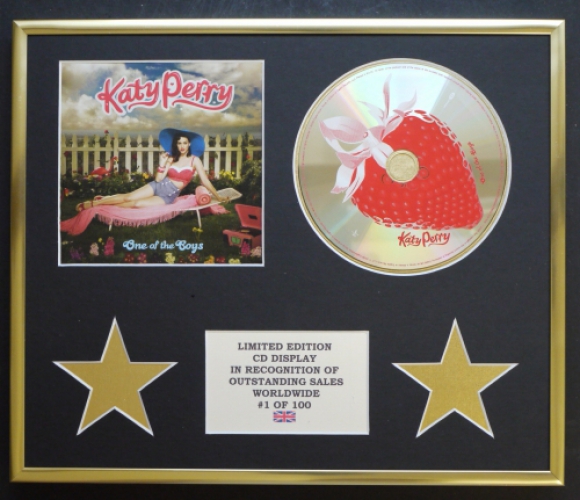 Katy Perry
One of the Boys
Katy Perry
LIMITED EDITION
CD DISPLAY
IN RECOGNITION OF
OUTSTANDING SALES
WORLDWIDE
#1 OF 100